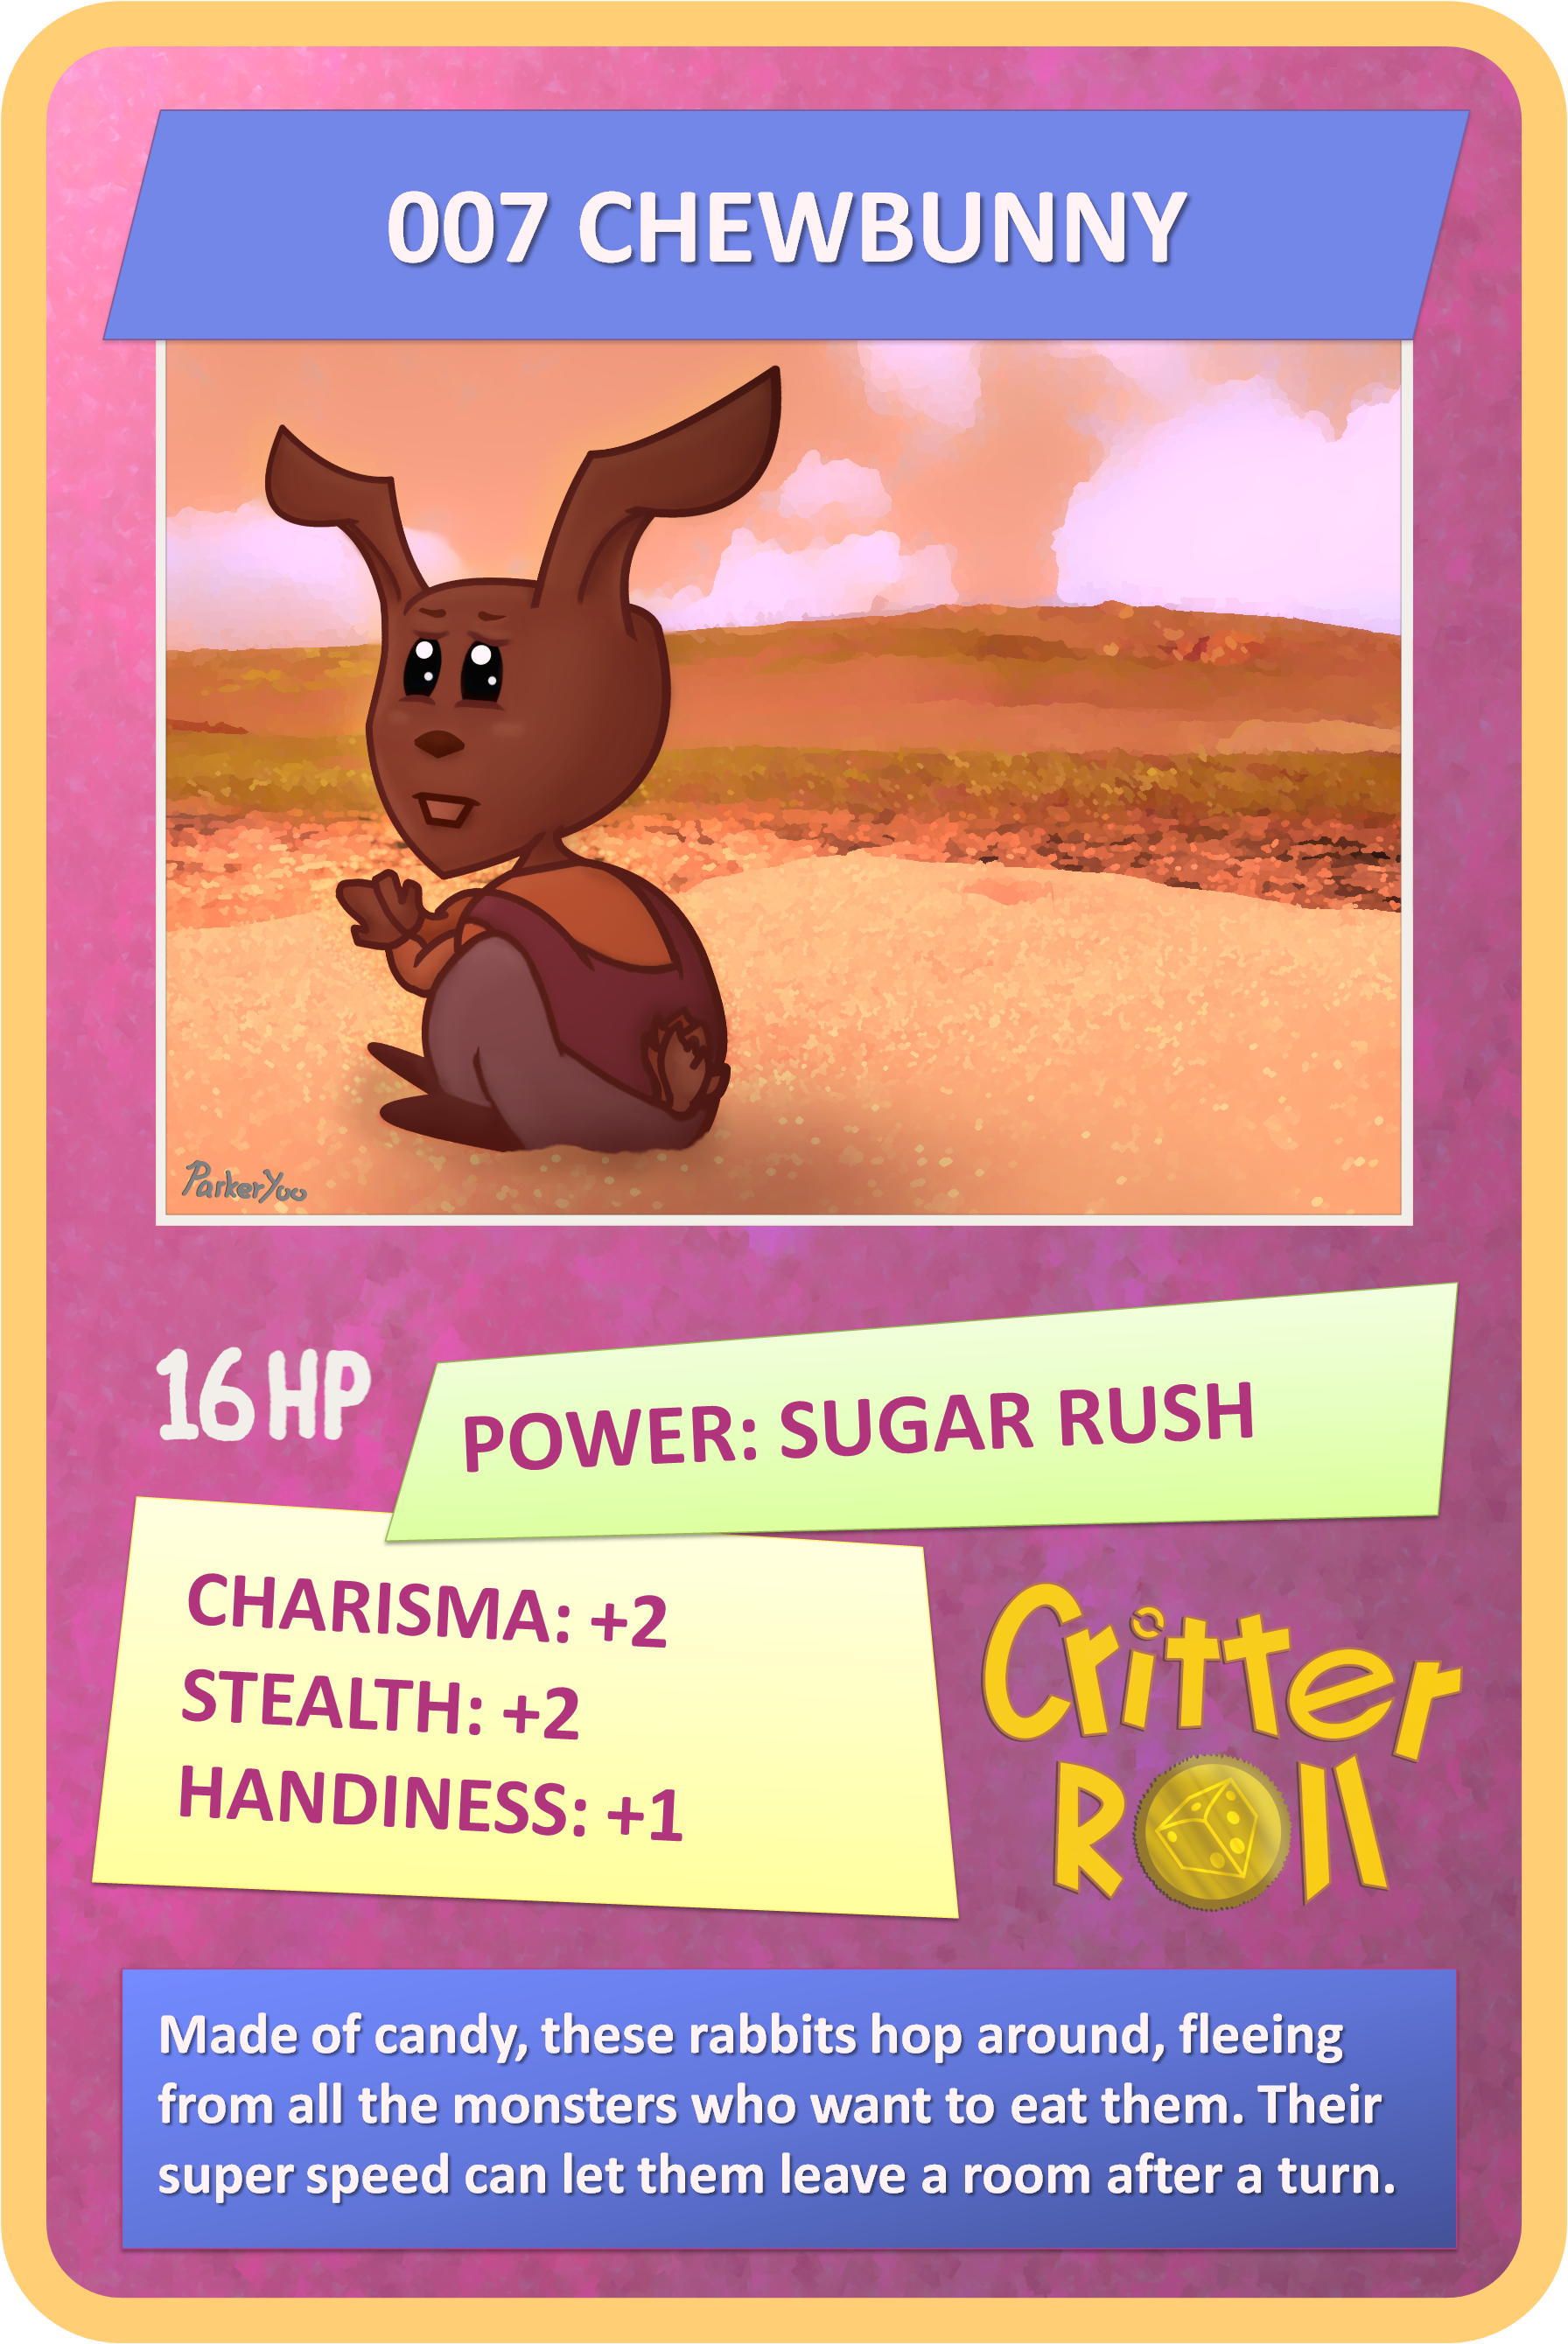 007 CHEWBUNNY
ParkerYoo
16 HP
POWER: SUGAR RUSH
CHARISMA: +2
STEALTH: +2
HANDINESS: +1
Critter
Roll
Made of candy, these rabbits hop around, fleeing
from all the monsters who want to eat them. Their
super speed can let them leave a room after a turn.